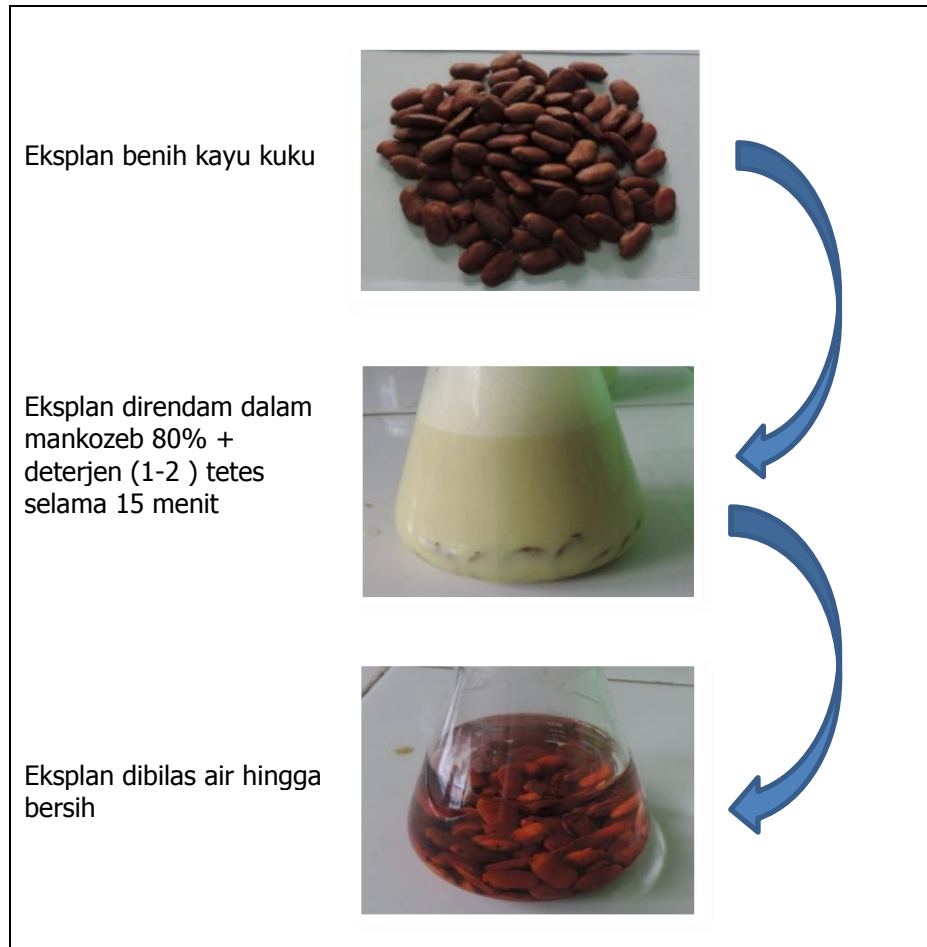 Eksplan benih kayu kuku
Eksplan direndam dalam
mankozeb 80% +
deterjen (1-2 ) tetes
selama 15 menit
Eksplan dibilas air hingga
bersih